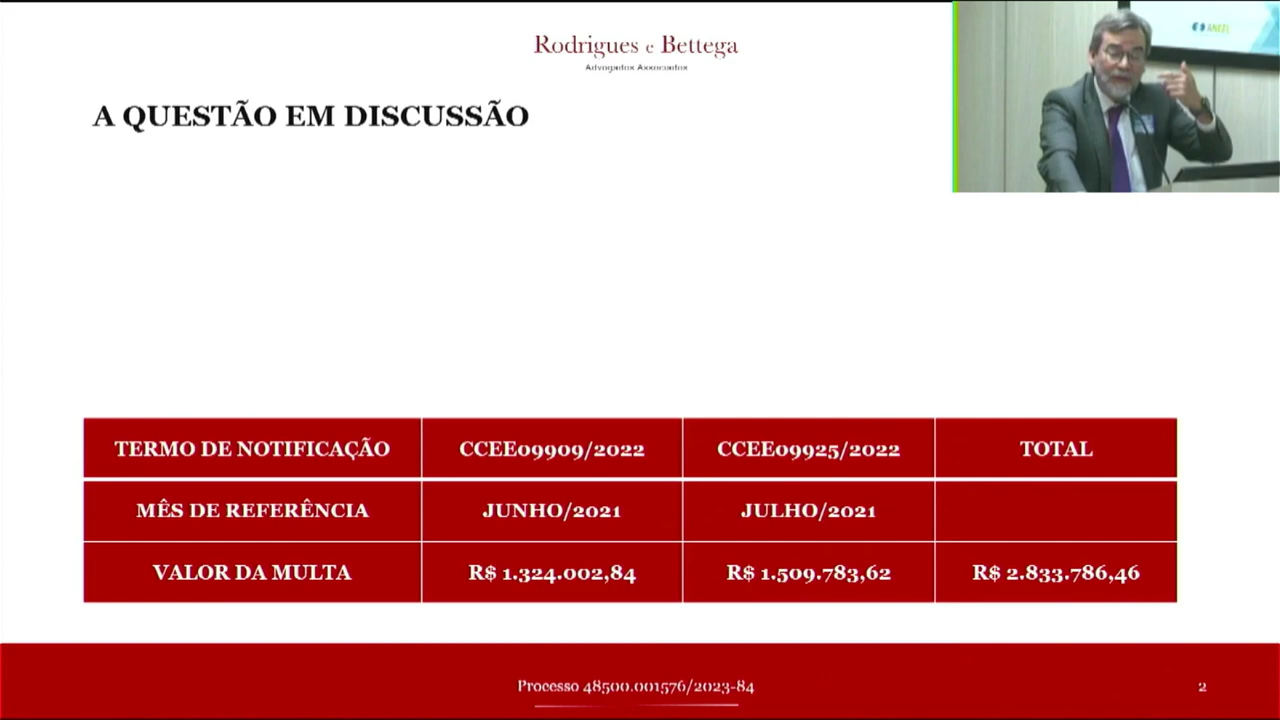 Rodrigues e Bettega
Advogados Associados
ANEEL
A QUESTÃO EM DISCUSSÃO
TERMO DE NOTIFICAÇÃO CCEE09909/2022 CCEE09925/2022 TOTAL
MÊS DE REFERÊNCIA JUNHO/2021 JULHO/2021
VALOR DA MULTA R$ 1.324.002,84 R$ 1.509.783,62 R$ 2.833.786,46
Processo 48500.001576/2023-84
2